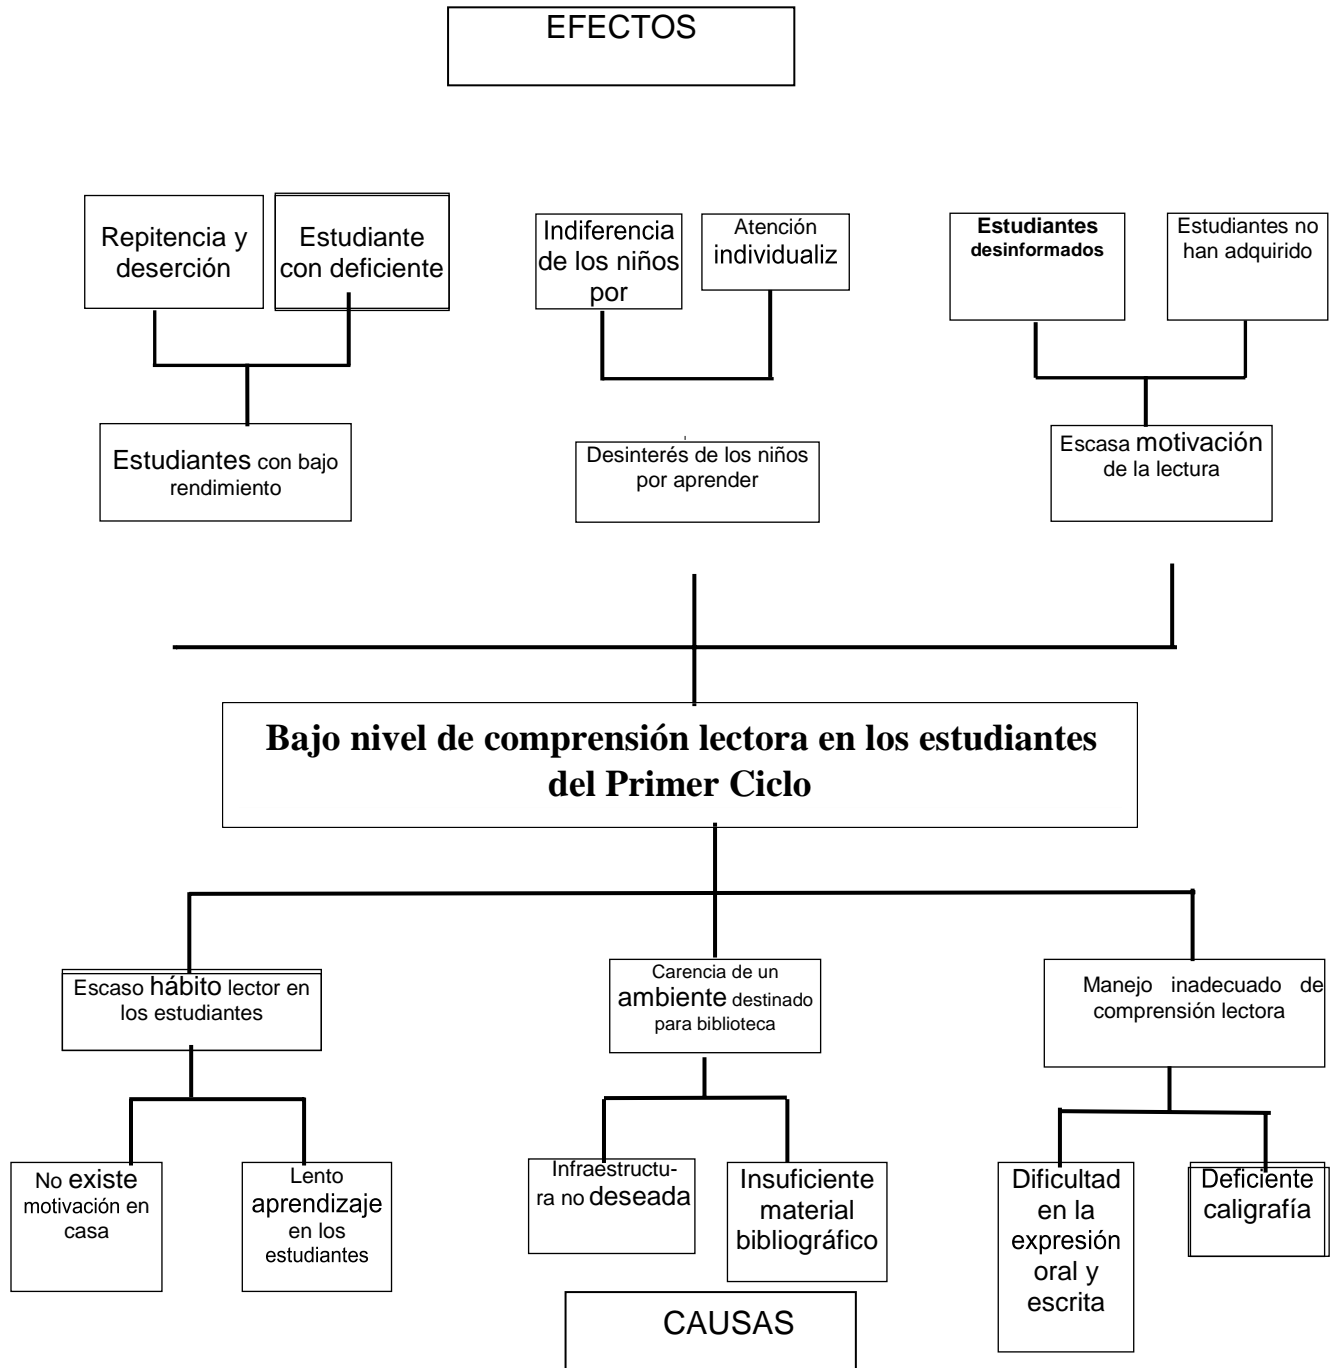 EFECTOS
Repitencia y
deserción
Estudiante
con deficiente
Indiferencia
de los niños
por
Atención
individualiz
Estudiantes
desinformados
Estudiantes no
han adquirido
Estudiantes con bajo
rendimiento
Desinterés de los niños
por aprender
Escasa motivación
de la lectura
Bajo nivel de comprensión lectora en los estudiantes
del Primer Ciclo
Escaso hábito lector en
los estudiantes
Carencia de un
ambiente destinado
para biblioteca
Manejo inadecuado de
comprensión lectora
No existe
motivación en
casa
Lento
aprendizaje
en los
estudiantes
Infraestructu-
ra no deseada
Insuficiente
material
bibliográfico
Dificultad
en la
expresión
oral y
escrita
Deficiente
caligrafía
CAUSAS